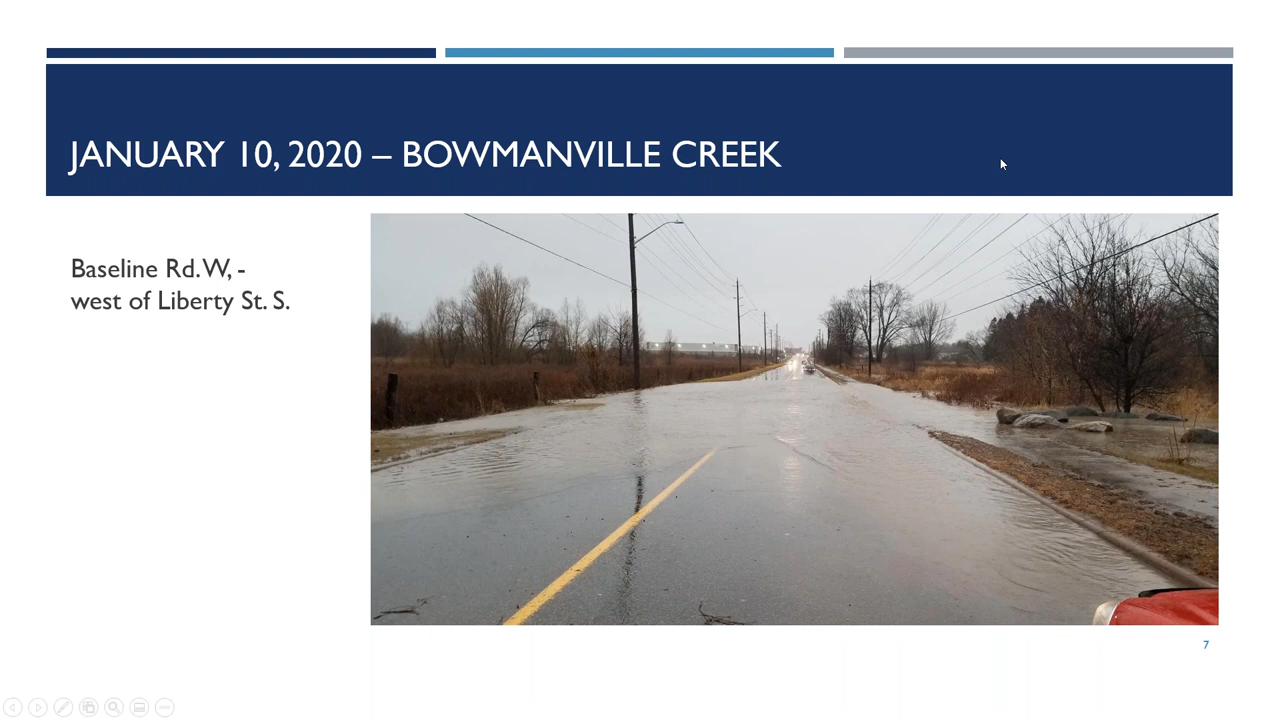 JANUARY 10, 2020 – BOWMANVILLE CREEK
Baseline Rd. W, -
west of Liberty St. S.
7